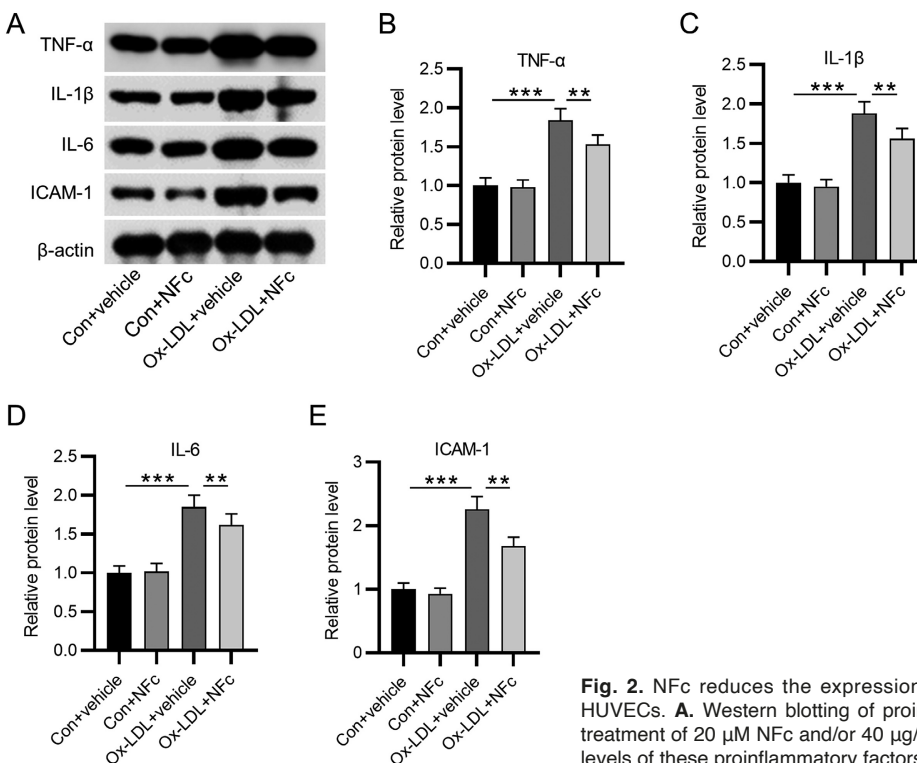 A
TNF-α
IL-1β
IL-6
ICAM-1
β-actin
Con+vehicle
Con+NFc
Ox-LDL+vehicle
Ox-LDL+NFc
B
TNF-α
Relative protein level
2.5
2.0
1.5
1.0
0.5
0.0
***
**
Con+vehicle
Con+NFc
Ox-LDL+vehicle
Ox-LDL+NFc
C
IL-1β
Relative protein level
2.5
2.0
1.5
1.0
0.5
0.0
***
**
Con+vehicle
Con+NFc
Ox-LDL+vehicle
Ox-LDL+NFc
D
IL-6
Relative protein level
2.5
2.0
1.5
1.0
0.5
0.0
***
**
Con+vehicle
Con+NFc
Ox-LDL+vehicle
Ox-LDL+NFc
E
ICAM-1
Relative protein level
3
2
1
0
***
**
Con+vehicle
Con+NFc
Ox-LDL+vehicle
Ox-LDL+NFc
Fig. 2. NFc reduces the expression
HUVECs. A. Western blotting of proi
treatment of 20 μM NFc and/or 40 μg/
levels of these proinflammatory factors